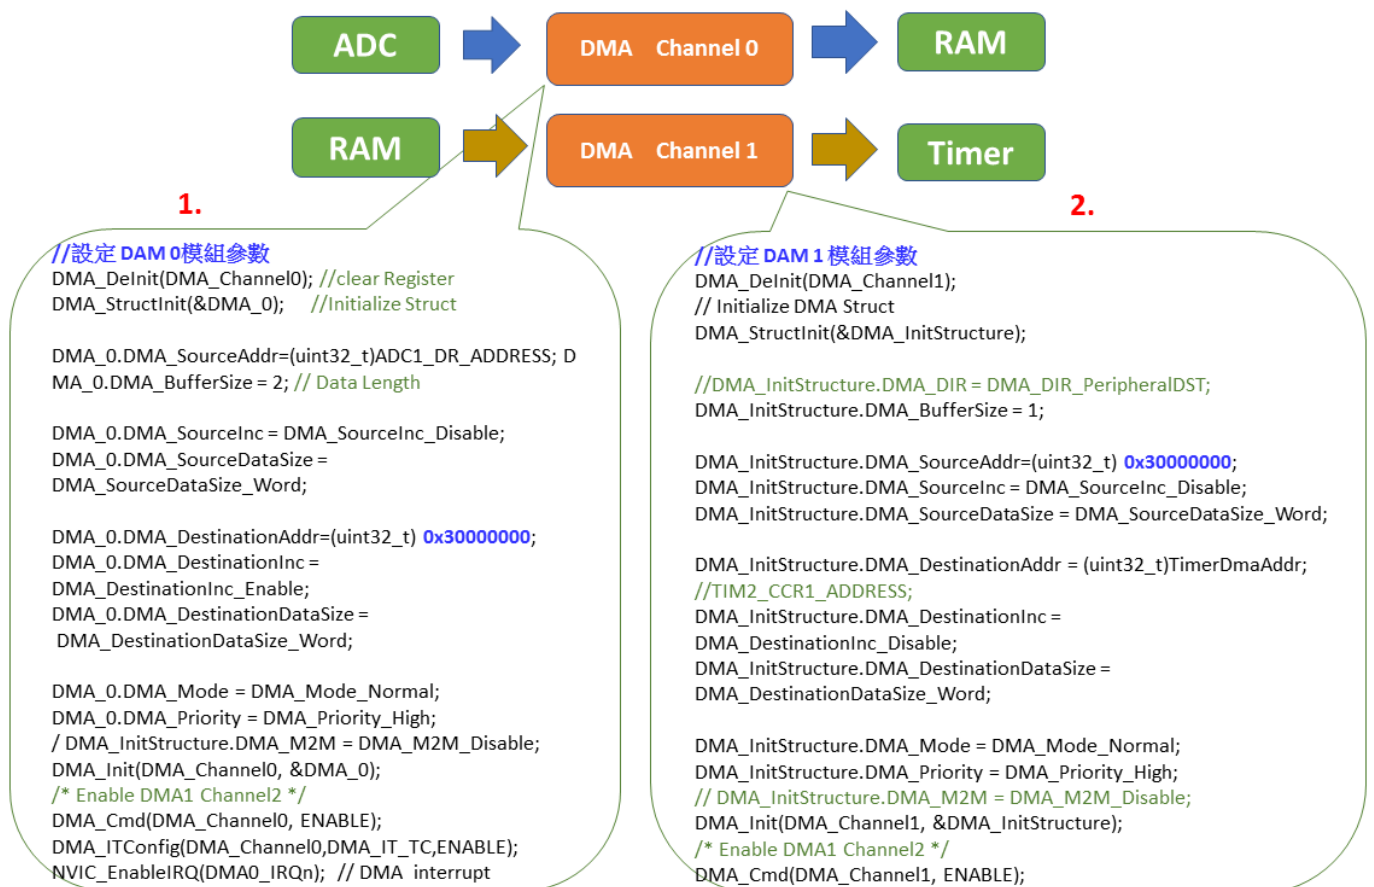 ADC
DMA Channel 0
RAM
RAM
DMA Channel 1
Timer
1.
//設定 DAM 0模組參數
DMA_DeInit(DMA_Channel0); //clear Register
DMA_StructInit(&DMA_0); //Initialize Struct
DMA_0.DMA_SourceAddr=(uint32_t)ADC1_DR_ADDRESS; D
MA_0.DMA_BufferSize = 2; // Data Length
DMA_0.DMA_SourceInc = DMA_SourceInc_Disable;
DMA_0.DMA_SourceDataSize =
DMA_SourceDataSize_Word;
DMA_0.DMA_DestinationAddr=(uint32_t) 0x30000000;
DMA_0.DMA_DestinationInc =
DMA_DestinationInc_Enable;
DMA_0.DMA_DestinationDataSize =
DMA_DestinationDataSize_Word;
DMA_0.DMA_Mode = DMA_Mode_Normal;
DMA_0.DMA_Priority = DMA_Priority_High;
/ DMA_InitStructure.DMA_M2M = DMA_M2M_Disable;
DMA_Init(DMA_Channel0, &DMA_0);
/* Enable DMA1 Channel2 */
DMA_Cmd(DMA_Channel0, ENABLE);
DMA_ITConfig(DMA_Channel0,DMA_IT_TC,ENABLE);
NVIC_EnableIRQ(DMA0_IRQn); // DMA interrupt
2.
//設定 DAM 1 模組參數
DMA_DeInit(DMA_Channel1);
// Initialize DMA Struct
DMA_StructInit(&DMA_InitStructure);
//DMA_InitStructure.DMA_DIR = DMA_DIR_PeripheralDST;
DMA_InitStructure.DMA_BufferSize = 1;
DMA_InitStructure.DMA_SourceAddr=(uint32_t) 0x30000000;
DMA_InitStructure.DMA_SourceInc = DMA_SourceInc_Disable;
DMA_InitStructure.DMA_SourceDataSize = DMA_SourceDataSize_Word;
DMA_InitStructure.DMA_DestinationAddr = (uint32_t)TimerDmaAddr;
//TIM2_CCR1_ADDRESS;
DMA_InitStructure.DMA_DestinationInc =
DMA_DestinationInc_Disable;
DMA_InitStructure.DMA_DestinationDataSize =
DMA_DestinationDataSize_Word;
DMA_InitStructure.DMA_Mode = DMA_Mode_Normal;
DMA_InitStructure.DMA_Priority = DMA_Priority_High;
// DMA_InitStructure.DMA_M2M = DMA_M2M_Disable;
DMA_Init(DMA_Channel1, &DMA_InitStructure);
/* Enable DMA1 Channel2 */
DMA_Cmd(DMA_Channel1, ENABLE);